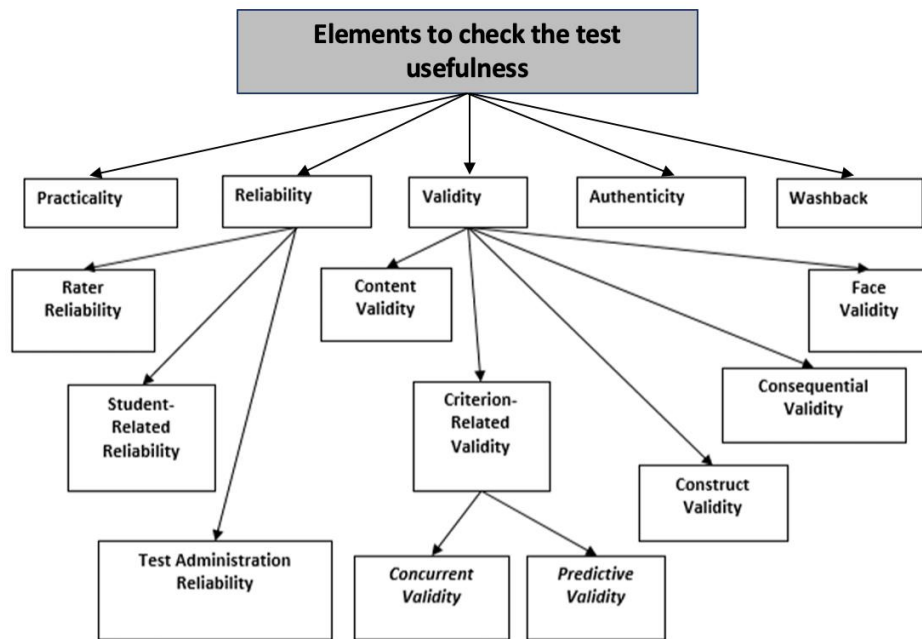 Elements to check the test
usefulness
Practicality
Reliability
Validity
Authenticity
Washback
Rater
Reliability
Content
Validity
Face
Validity
Student-
Related
Reliability
Criterion-
Related
Validity
Consequential
Validity
Construct
Validity
Test Administration
Reliability
Concurrent
Validity
Predictive
Validity